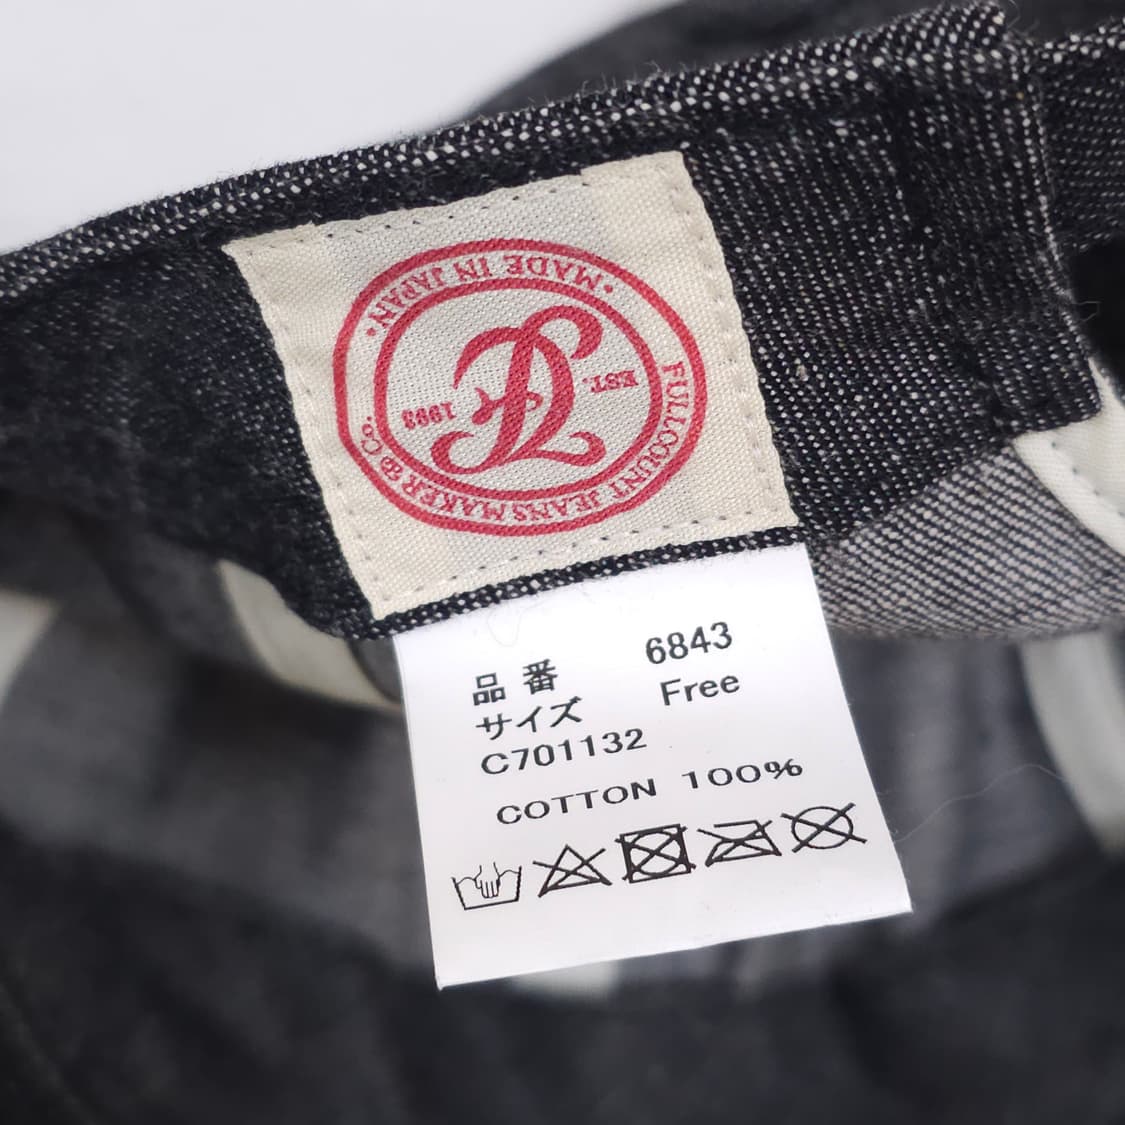 FULLCOUNT JEANS MAKER & Co.
• MADE IN JAPAN •
EST.
1993
品番 6843
サイズ Free
C701132
COTTON 100%